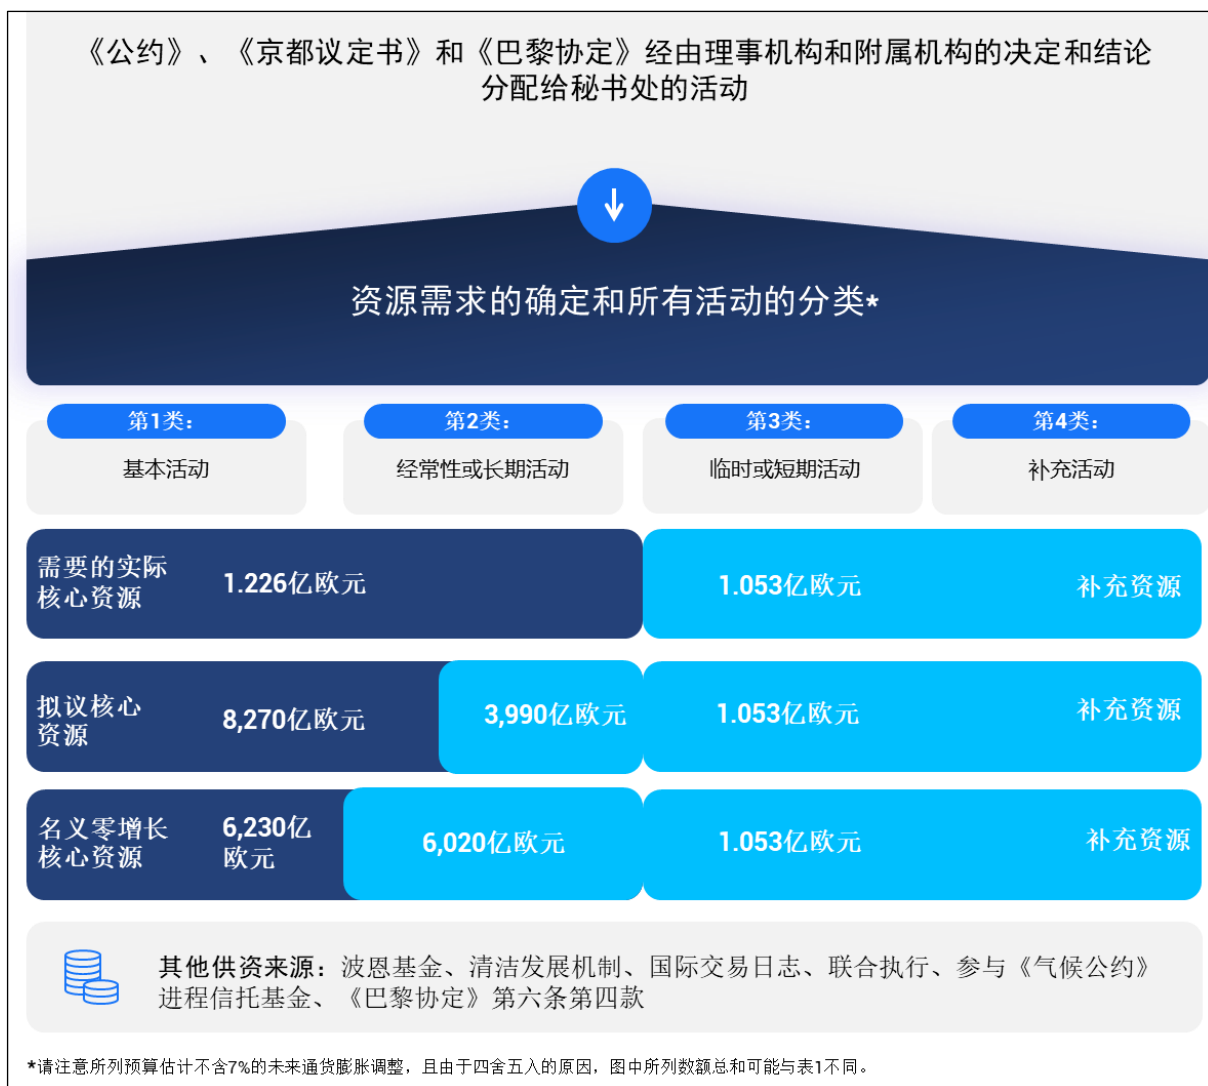 《公约》、《京都议定书》和《巴黎协定》经由理事机构和附属机构的决定和结论
分配给秘书处的活动
资源需求的确定和所有活动的分类*
第1类：
第2类：
第3类：
第4类：
基本活动
经常性或长期活动
临时或短期活动
补充活动
需要的实际
核心资源
1.226亿欧元
1.053亿欧元
补充资源
拟议核心
资源
8,270亿欧元
3,990亿欧元
1.053亿欧元
补充资源
名义零增长
核心资源
6,230亿
欧元
6,020亿欧元
1.053亿欧元
补充资源
其他供资来源：波恩基金、清洁发展机制、国际交易日志、联合执行、参与《气候公约》
进程信托基金、《巴黎协定》第六条第四款
*请注意所列预算估计不含7%的未来通货膨胀调整，且由于四舍五入的原因，图中所列数额总和可能与表1不同。